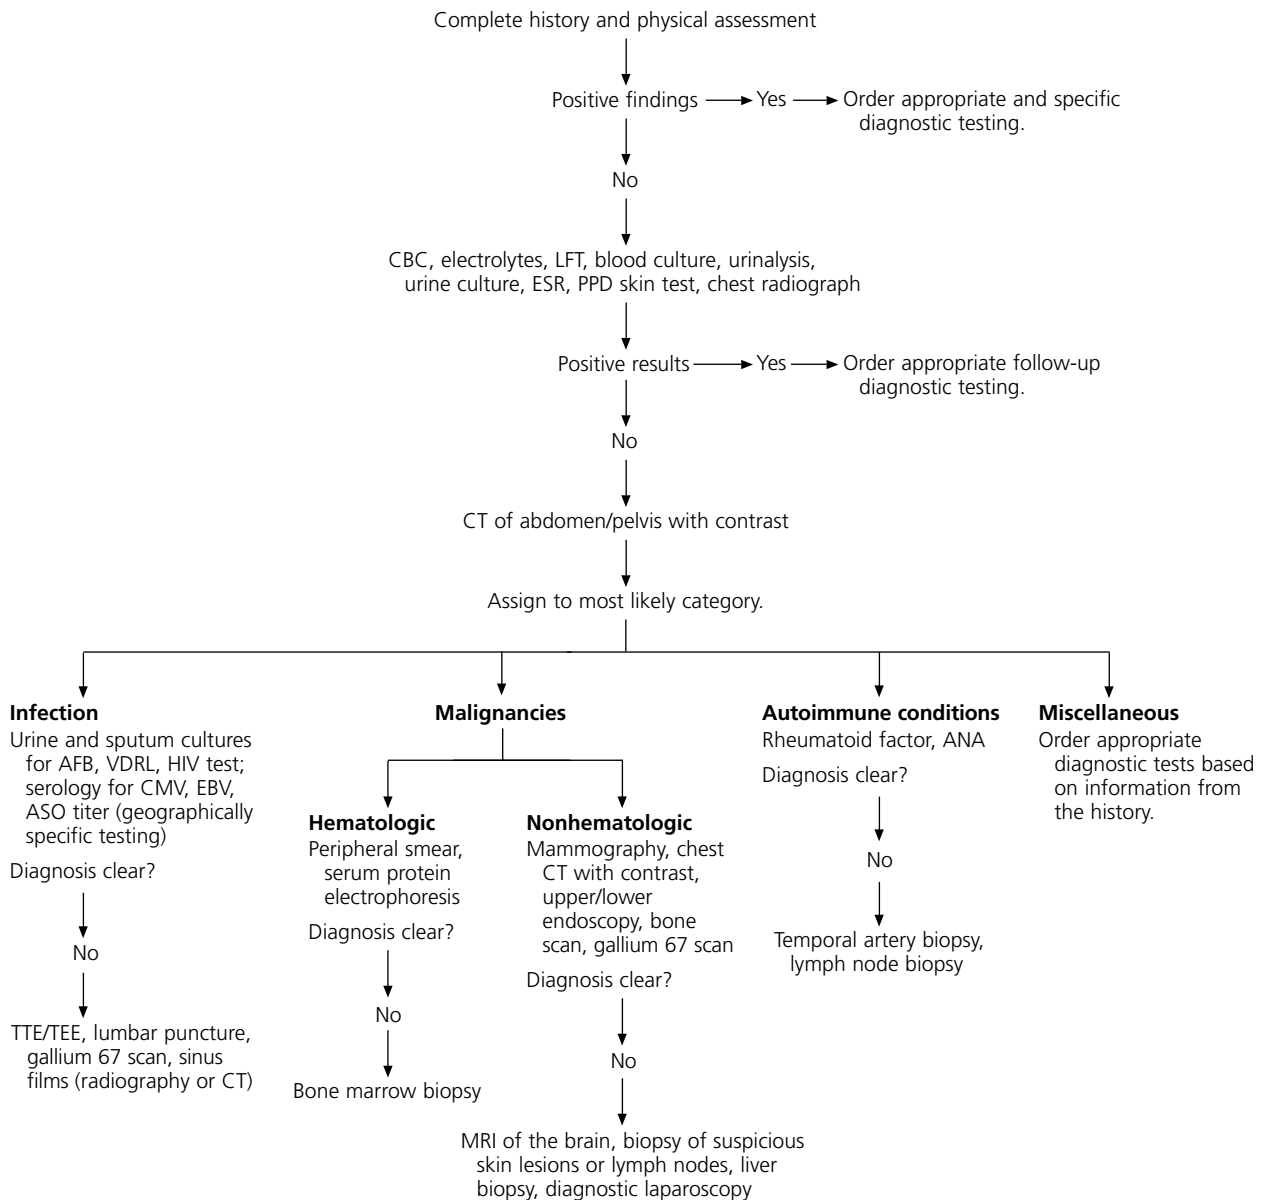 Complete history and physical assessment
Positive findings
Yes
Order appropriate and specific
diagnostic testing.
No
CBC, electrolytes, LFT, blood culture, urinalysis,
urine culture, ESR, PPD skin test, chest radiograph
Positive results
Yes
Order appropriate follow-up
diagnostic testing.
No
CT of abdomen/pelvis with contrast
Assign to most likely category.
Infection
Urine and sputum cultures
for AFB, VDRL, HIV test;
serology for CMV, EBV,
ASO titer (geographically
specific testing)
Diagnosis clear?
No
TTE/TEE, lumbar puncture,
gallium 67 scan, sinus
films (radiography or CT)
Malignancies
Hematologic
Peripheral smear,
serum protein
electrophoresis
Diagnosis clear?
No
Bone marrow biopsy
Nonhematologic
Mammography, chest
CT with contrast,
upper/lower
endoscopy, bone
scan, gallium 67 scan
Diagnosis clear?
No
MRI of the brain, biopsy of suspicious
skin lesions or lymph nodes, liver
biopsy, diagnostic laparoscopy
Autoimmune conditions
Rheumatoid factor, ANA
Diagnosis clear?
No
Temporal artery biopsy,
lymph node biopsy
Miscellaneous
Order appropriate
diagnostic tests based
on information from
the history.